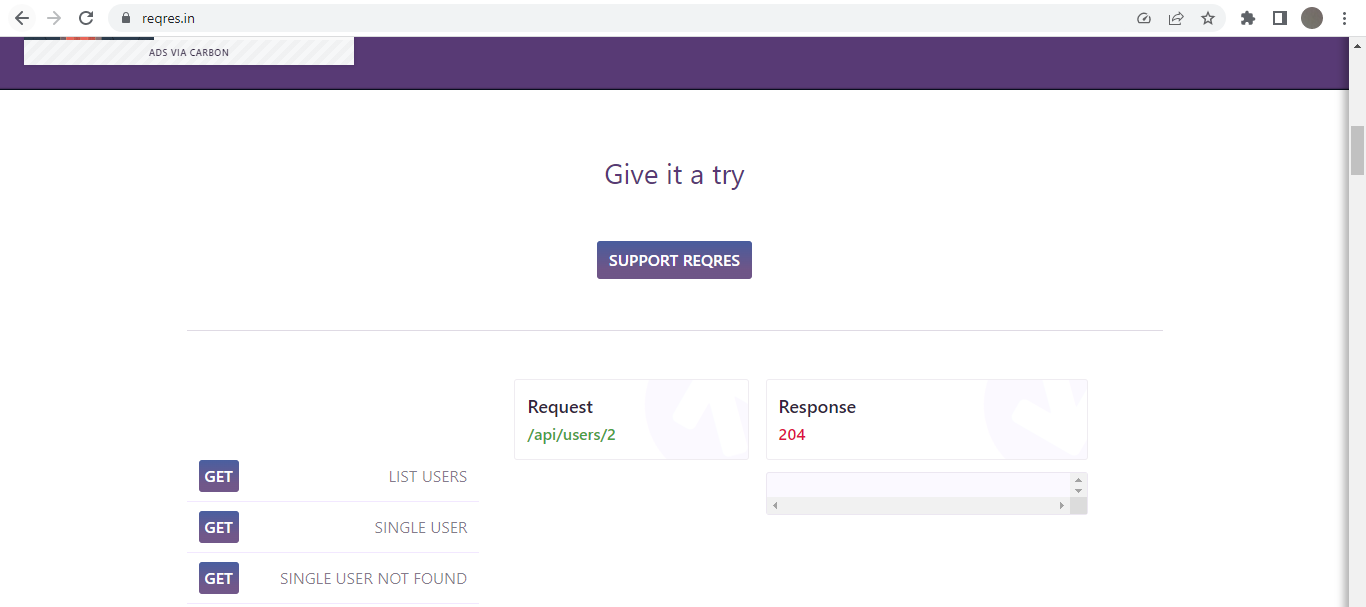 reqres.in
ADS VIA CARBON
Give it a try
SUPPORT REQRES
Request
/api/users/2
Response
204
GET LIST USERS
GET SINGLE USER
GET SINGLE USER NOT FOUND